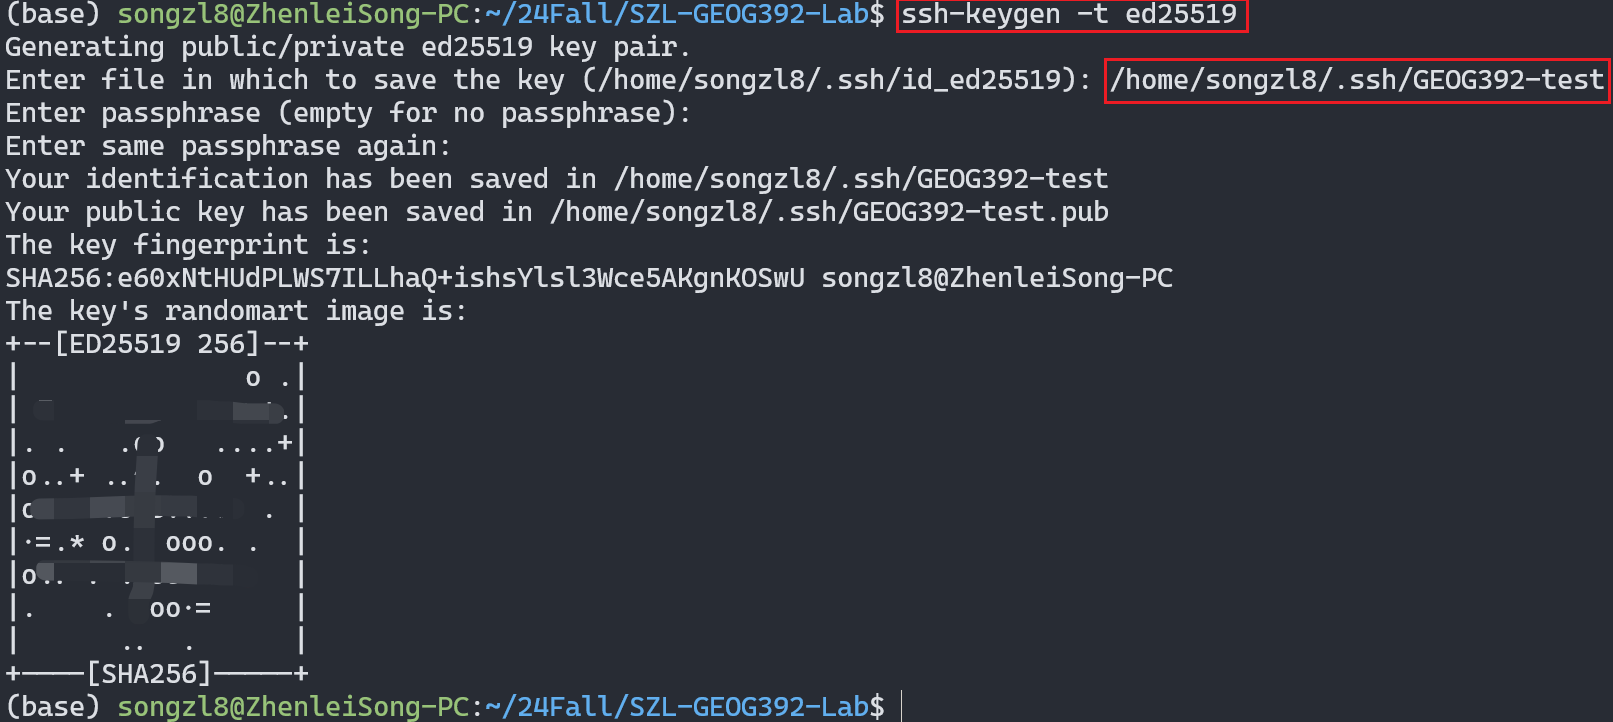 (base) songzl8@ZhenleiSong-PC:~/24Fall/SZL-GEOG392-Lab$ ssh-keygen -t ed25519
Generating public/private ed25519 key pair.
Enter file in which to save the key (/home/songzl8/.ssh/id_ed25519): /home/songzl8/.ssh/GEOG392-test
Enter passphrase (empty for no passphrase):
Enter same passphrase again:
Your identification has been saved in /home/songzl8/.ssh/GEOG392-test
Your public key has been saved in /home/songzl8/.ssh/GEOG392-test.pub
The key fingerprint is:
SHA256:e60xNtHUdPLWS7ILLhaQ+ishsYlsl3Wce5AKgnKOSwU songzl8@ZhenleiSong-PC
The key's randomart image is:
+--[ED25519 256]--+
|               o .|
|                 .|
|. .    .oo   ....+|
|o..+ ..  .  o  +..|
|o              . |
|·=.* o.  ooo. .  |
|o..  .           |
|.    .  oo·=     |
|      ..  .      |
+----[SHA256]-----+
(base) songzl8@ZhenleiSong-PC:~/24Fall/SZL-GEOG392-Lab$